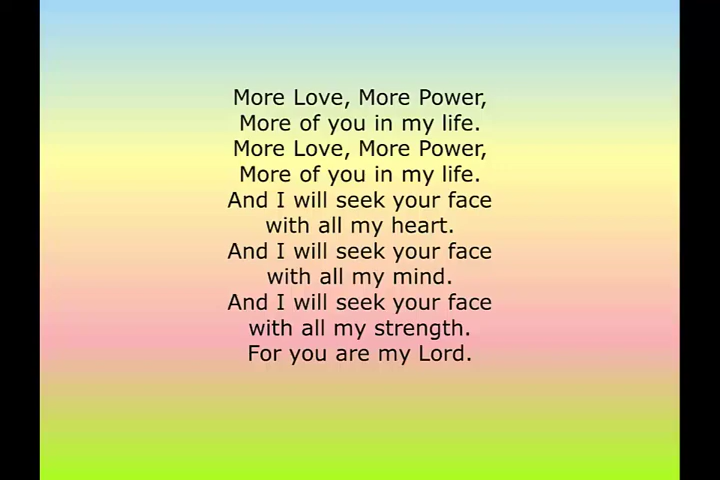 More Love, More Power,
More of you in my life.
More Love, More Power,
More of you in my life.
And I will seek your face
with all my heart.
And I will seek your face
with all my mind.
And I will seek your face
with all my strength.
For you are my Lord.